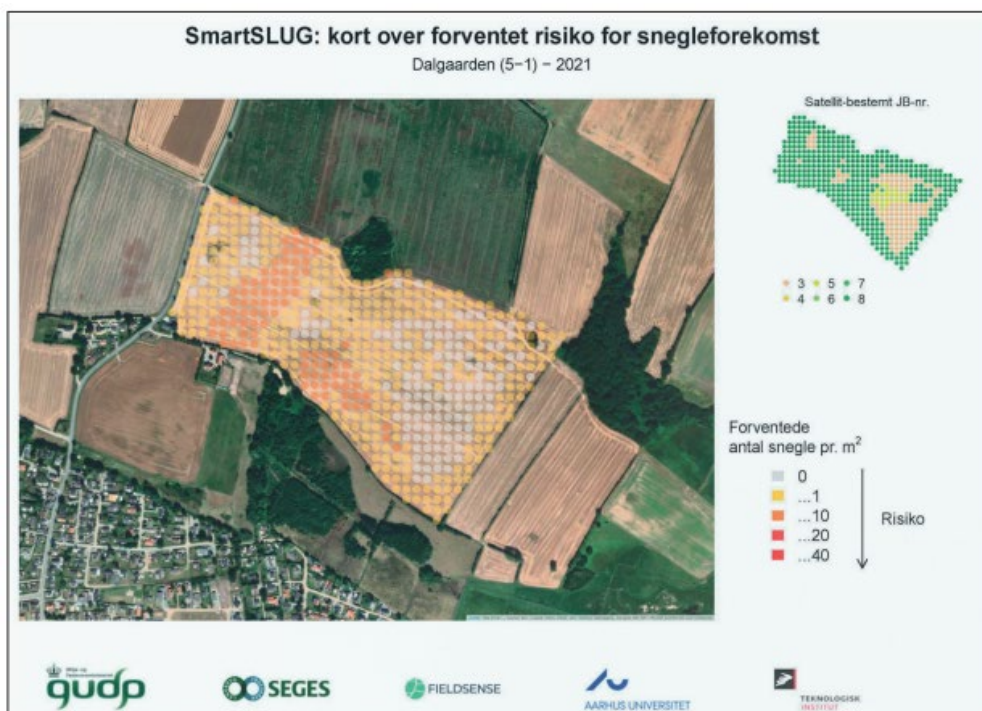 SmartSLUG: kort over forventet risiko for snegleforekomst
Dalgaarden (5−1) − 2021
Satellit-bestemt JB-nr.
3 5 7
4 6 8
Forventede
antal snegle pr. m²
0
...1
...10
...20
...40
Risiko
gudp
SEGES
FIELDSENSE
AARHUS UNIVERSITET
TEKNOLOGISK
INSTITUT